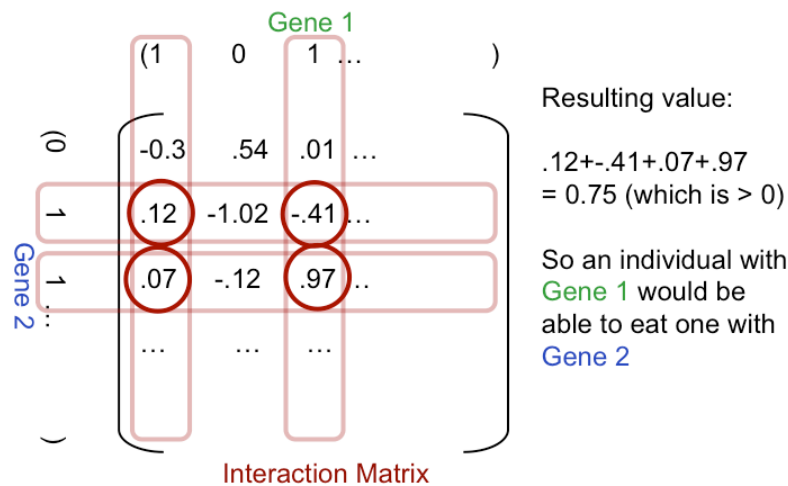 Gene 1
(1 0 1 ... )
(0 1 1 ... )
Gene 2
-0.3 .54 .01 ...
.12 -1.02 -.41 ...
.07 -.12 .97 ..
... ... ...
Interaction Matrix
Resulting value:
.12+-.41+.07+.97
= 0.75 (which is > 0)
So an individual with
Gene 1 would be
able to eat one with
Gene 2